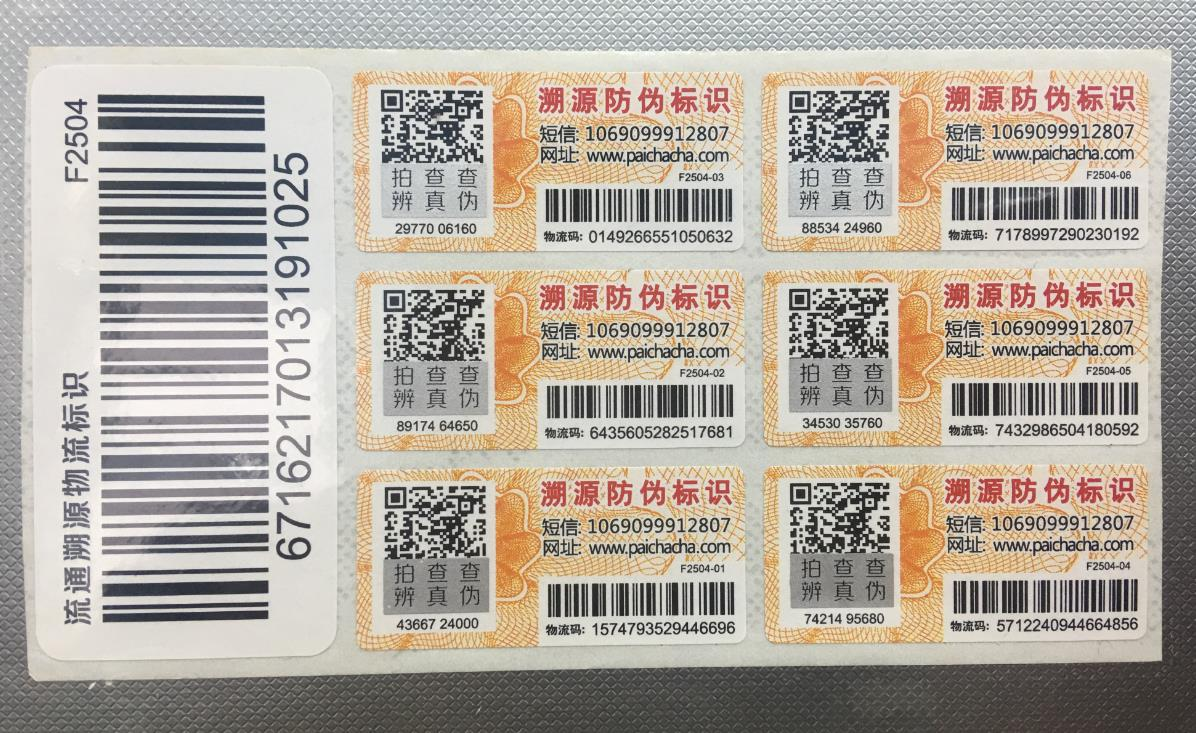 F2504
6716217013191025
流通溯源物流标识
溯源防伪标识
短信: 1069099912807
网址: www.paichacha.com
F2504-03
拍查查
辨真伪
29770 06160
物流码: 0149266551050632
溯源防伪标识
短信: 1069099912807
网址: www.paichacha.com
F2504-06
拍查查
辨真伪
88534 24960
物流码: 7178997290230192
溯源防伪标识
短信: 1069099912807
网址: www.paichacha.com
F2504-02
拍查查
辨真伪
89174 64650
物流码: 6435605282517681
溯源防伪标识
短信: 1069099912807
网址: www.paichacha.com
F2504-05
拍查查
辨真伪
34530 35760
物流码: 7432986504180592
溯源防伪标识
短信: 1069099912807
网址: www.paichacha.com
F2504-01
拍查查
辨真伪
43667 24000
物流码: 1574793529446696
溯源防伪标识
短信: 1069099912807
网址: www.paichacha.com
F2504-04
拍查查
辨真伪
74214 95680
物流码: 5712240944664856